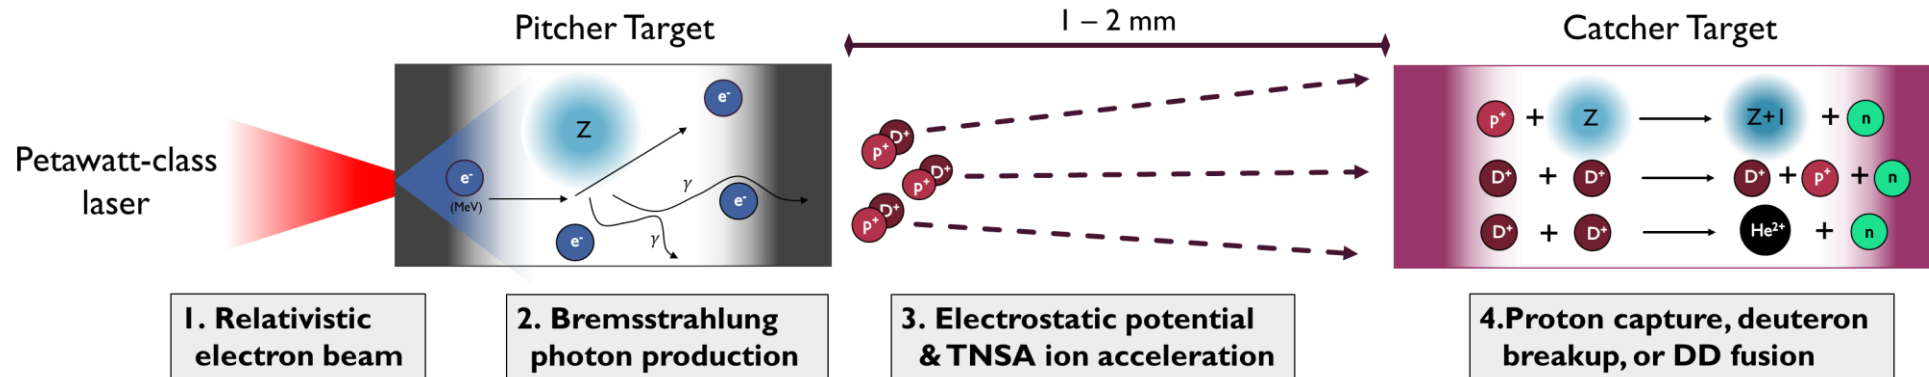 Pitcher Target
1 – 2 mm
Catcher Target
Petawatt-class
laser
e-
(MeV)
Z
e-
e-
e-
γ
γ
D+
p+
D+
p+
D+
p+
p+ + Z Z+1 + n
D+ + D+ D+ + p+ + n
D+ + D+ He2+ + n
1. Relativistic
electron beam
2. Bremsstrahlung
photon production
3. Electrostatic potential
& TNSA ion acceleration
4.Proton capture, deuteron
breakup, or DD fusion